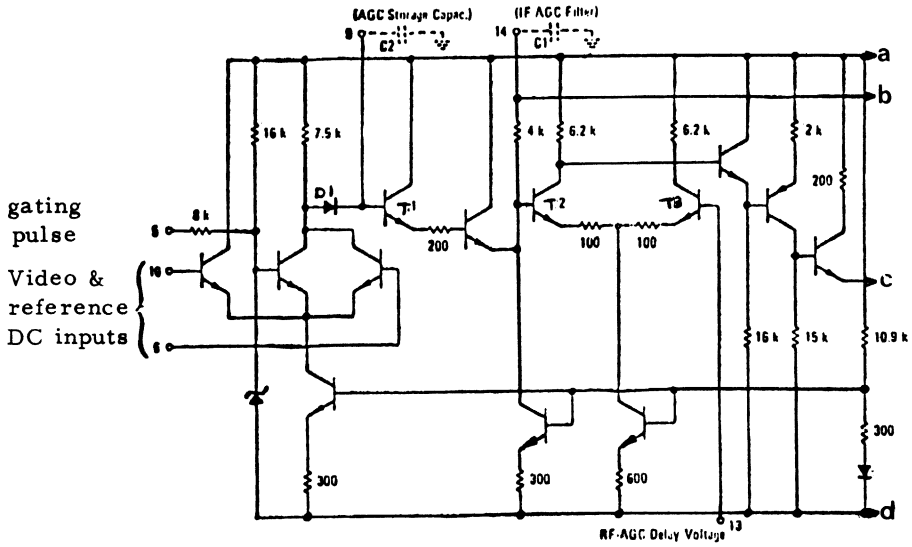 (AGC Storage Capac.)
(IF AGC Filter)
9
C2
14
C1
a
b
16 k
7.5 k
4 k
6.2 k
6.2 k
2 k
200
D1
T1
T2
T3
gating
pulse
8 k
5
200
100
100
10
Video &
reference
DC inputs
6
c
16 k
15 k
10.9 k
300
300
300
600
d
13
RF-AGC Delay Voltage